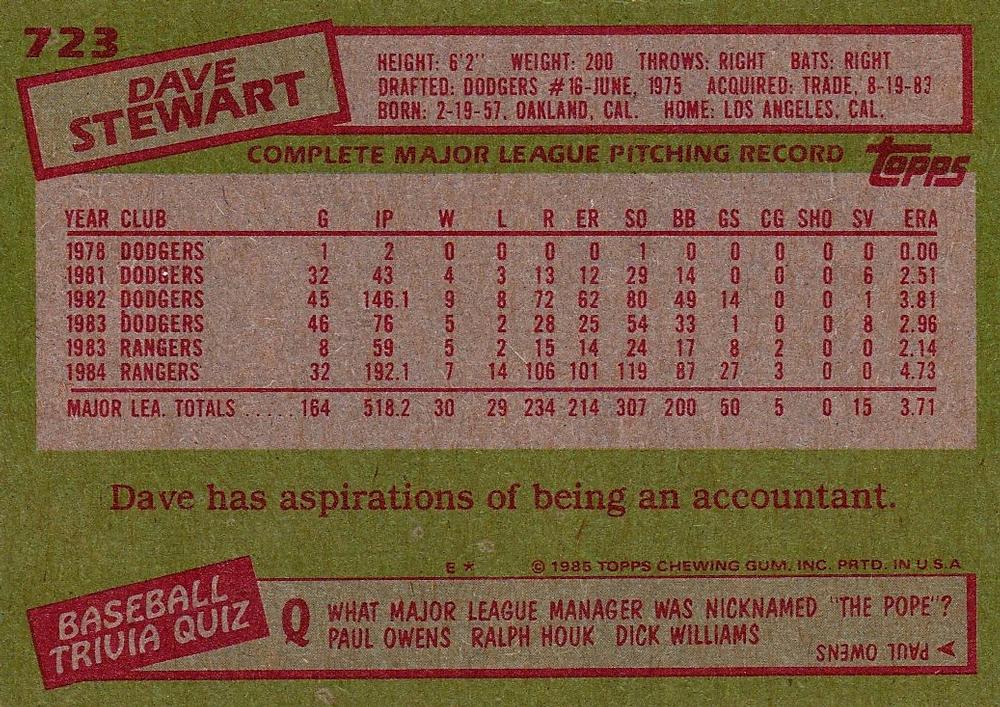 723
DAVE
STEWART
HEIGHT: 6'2" WEIGHT: 200 THROWS: RIGHT BATS: RIGHT
DRAFTED: DODGERS #16-JUNE, 1975 ACQUIRED: TRADE, 8-19-83
BORN: 2-19-57, OAKLAND, CAL. HOME: LOS ANGELES, CAL.
COMPLETE MAJOR LEAGUE PITCHING RECORD
topps
YEAR CLUB G IP W L R ER SO BB GS CG SHO SV ERA
1978 DODGERS 1 2 0 0 0 0 1 0 0 0 0 0 0.00
1981 DODGERS 32 43 4 3 13 12 29 14 0 0 0 6 2.51
1982 DODGERS 45 146.1 9 8 72 62 80 49 14 0 0 1 3.81
1983 DODGERS 46 76 5 2 28 25 54 33 1 0 0 8 2.96
1983 RANGERS 8 59 5 2 15 14 24 17 8 2 0 0 2.14
1984 RANGERS 32 192.1 7 14 106 101 119 87 27 3 0 0 4.73
MAJOR LEA. TOTALS ..... 164 518.2 30 29 234 214 307 200 50 5 0 15 3.71
Dave has aspirations of being an accountant.
E * © 1985 TOPPS CHEWING GUM, INC. PRTD. IN U.S.A
BASEBALL
TRIVIA QUIZ
Q WHAT MAJOR LEAGUE MANAGER WAS NICKNAMED "THE POPE"?
PAUL OWENS RALPH HOUK DICK WILLIAMS
PAUL OWENS